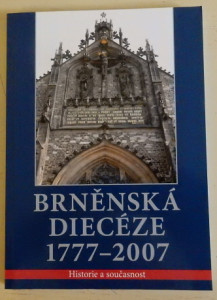 BRNĚNSKÁ
DIECÉZE
1777–2007
Historie a současnost